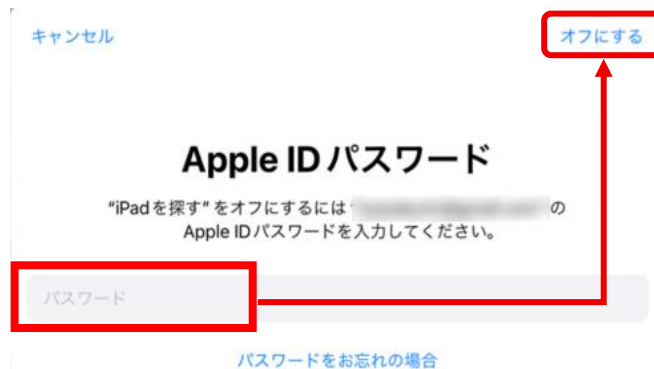 キャンセル
オフにする
Apple ID パスワード
“iPadを探す”をオフにするには の
Apple IDパスワードを入力してください。
パスワード
パスワードをお忘れの場合